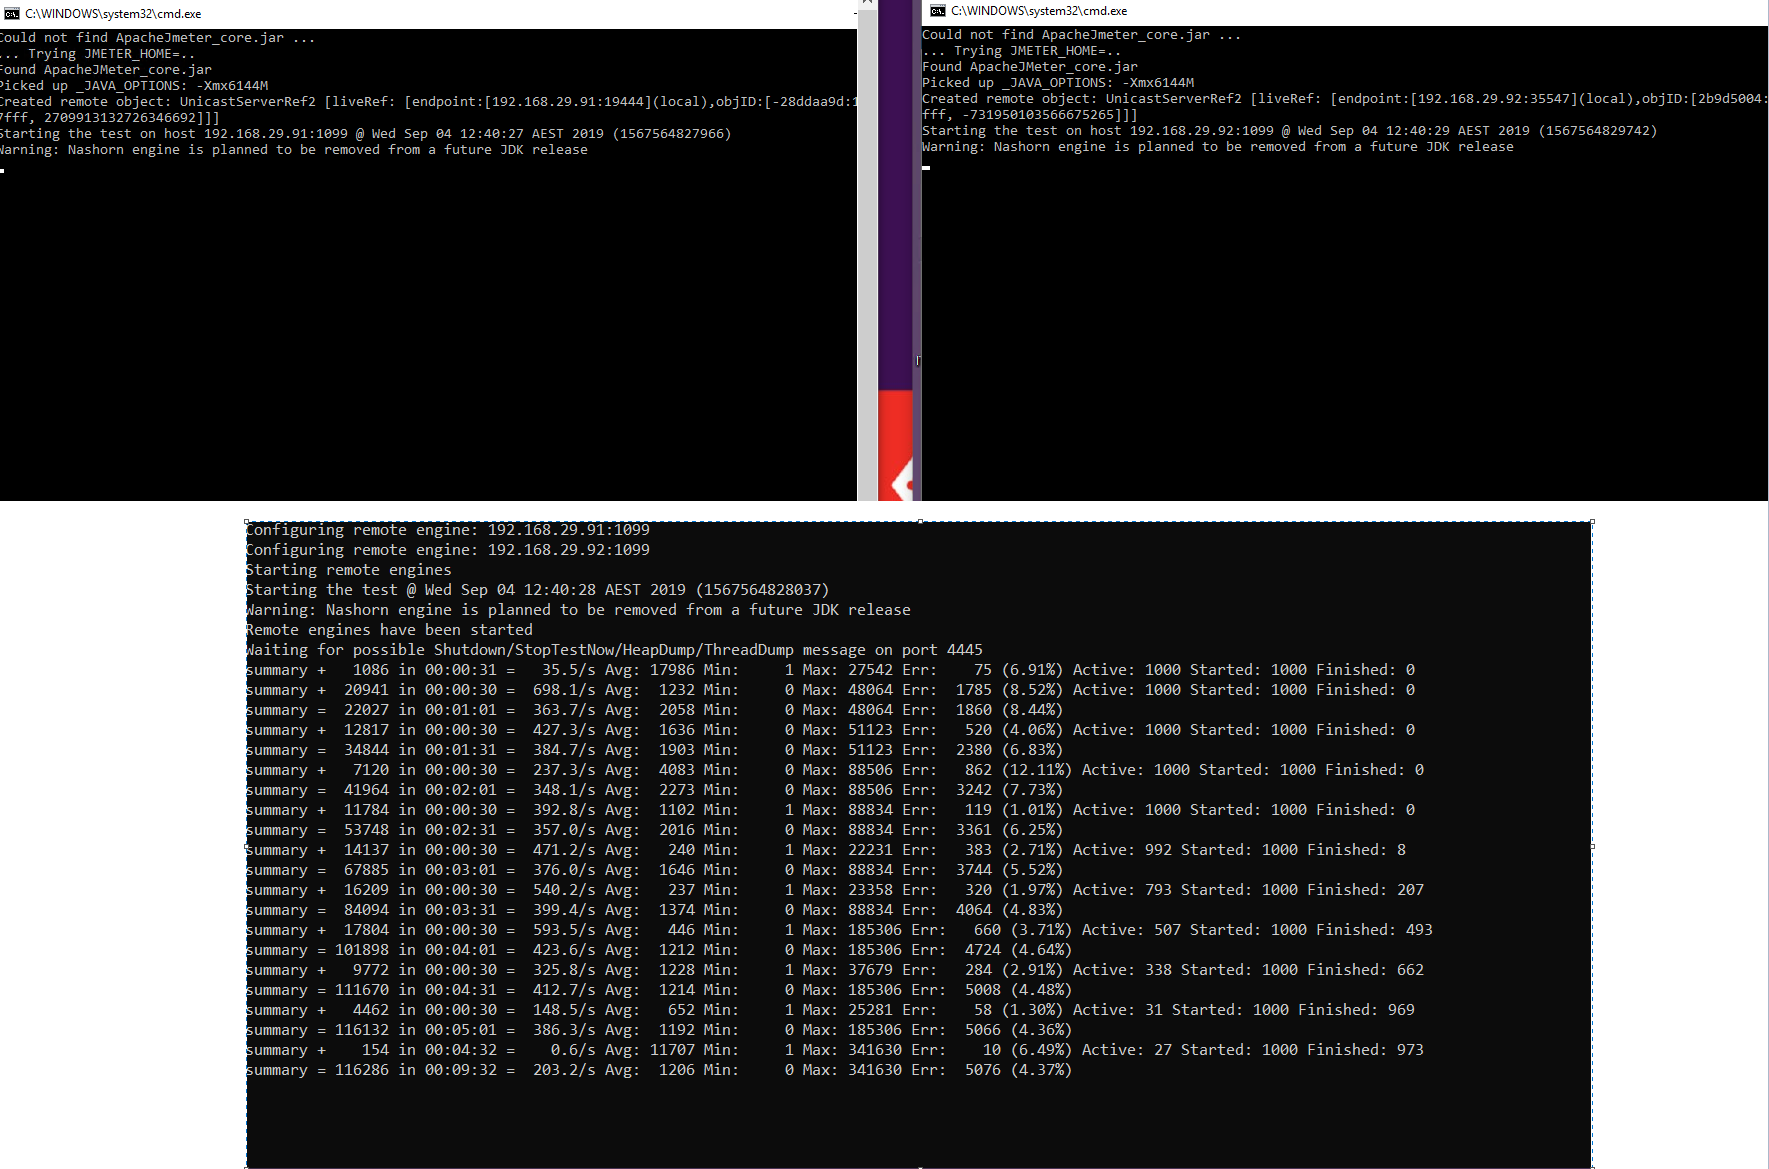 C:\WINDOWS\system32\cmd.exe
Could not find ApacheJmeter_core.jar ...
... Trying JMETER_HOME=..
Found ApacheJMeter_core.jar
Picked up _JAVA_OPTIONS: -Xmx6144M
Created remote object: UnicastServerRef2 [liveRef: [endpoint:[192.168.29.91:19444](local),objID:[-28ddaa9d:1
7fff, 2709913132726346692]]]
Starting the test on host 192.168.29.91:1099 @ Wed Sep 04 12:40:27 AEST 2019 (1567564827966)
Warning: Nashorn engine is planned to be removed from a future JDK release
C:\WINDOWS\system32\cmd.exe
Could not find ApacheJmeter_core.jar ...
... Trying JMETER_HOME=..
Found ApacheJMeter_core.jar
Picked up _JAVA_OPTIONS: -Xmx6144M
Created remote object: UnicastServerRef2 [liveRef: [endpoint:[192.168.29.92:35547](local),objID:[2b9d5004:
fff, -731950103566675265]]]
Starting the test on host 192.168.29.92:1099 @ Wed Sep 04 12:40:29 AEST 2019 (1567564829742)
Warning: Nashorn engine is planned to be removed from a future JDK release
Configuring remote engine: 192.168.29.91:1099
Configuring remote engine: 192.168.29.92:1099
Starting remote engines
Starting the test @ Wed Sep 04 12:40:28 AEST 2019 (1567564828037)
Warning: Nashorn engine is planned to be removed from a future JDK release
Remote engines have been started
Waiting for possible Shutdown/StopTestNow/HeapDump/ThreadDump message on port 4445
summary +   1086 in 00:00:31 =   35.5/s Avg: 17986 Min:     1 Max: 27542 Err:    75 (6.91%) Active: 1000 Started: 1000 Finished: 0
summary +  20941 in 00:00:30 =  698.1/s Avg:  1232 Min:     0 Max: 48064 Err:  1785 (8.52%) Active: 1000 Started: 1000 Finished: 0
summary =  22027 in 00:01:01 =  363.7/s Avg:  2058 Min:     0 Max: 48064 Err:  1860 (8.44%)
summary +  12817 in 00:00:30 =  427.3/s Avg:  1636 Min:     0 Max: 51123 Err:   520 (4.06%) Active: 1000 Started: 1000 Finished: 0
summary =  34844 in 00:01:31 =  384.7/s Avg:  1903 Min:     0 Max: 51123 Err:  2380 (6.83%)
summary +   7120 in 00:00:30 =  237.3/s Avg:  4083 Min:     0 Max: 88506 Err:   862 (12.11%) Active: 1000 Started: 1000 Finished: 0
summary =  41964 in 00:02:01 =  348.1/s Avg:  2273 Min:     0 Max: 88506 Err:  3242 (7.73%)
summary +  11784 in 00:00:30 =  392.8/s Avg:  1102 Min:     1 Max: 88834 Err:   119 (1.01%) Active: 1000 Started: 1000 Finished: 0
summary =  53748 in 00:02:31 =  357.0/s Avg:  2016 Min:     0 Max: 88834 Err:  3361 (6.25%)
summary +  14137 in 00:00:30 =  471.2/s Avg:   240 Min:     1 Max: 22231 Err:   383 (2.71%) Active: 992 Started: 1000 Finished: 8
summary =  67885 in 00:03:01 =  376.0/s Avg:  1646 Min:     0 Max: 88834 Err:  3744 (5.52%)
summary +  16209 in 00:00:30 =  540.2/s Avg:   237 Min:     1 Max: 23358 Err:   320 (1.97%) Active: 793 Started: 1000 Finished: 207
summary =  84094 in 00:03:31 =  399.4/s Avg:  1374 Min:     0 Max: 88834 Err:  4064 (4.83%)
summary +  17804 in 00:00:30 =  593.5/s Avg:   446 Min:     1 Max: 185306 Err:   660 (3.71%) Active: 507 Started: 1000 Finished: 493
summary = 101898 in 00:04:01 =  423.6/s Avg:  1212 Min:     0 Max: 185306 Err:  4724 (4.64%)
summary +   9772 in 00:00:30 =  325.8/s Avg:  1228 Min:     1 Max: 37679 Err:   284 (2.91%) Active: 338 Started: 1000 Finished: 662
summary = 111670 in 00:04:31 =  412.7/s Avg:  1214 Min:     0 Max: 185306 Err:  5008 (4.48%)
summary +   4462 in 00:00:30 =  148.5/s Avg:   652 Min:     1 Max: 25281 Err:    58 (1.30%) Active: 31 Started: 1000 Finished: 969
summary = 116132 in 00:05:01 =  386.3/s Avg:  1192 Min:     0 Max: 185306 Err:  5066 (4.36%)
summary +    154 in 00:04:32 =    0.6/s Avg: 11707 Min:     1 Max: 341630 Err:    10 (6.49%) Active: 27 Started: 1000 Finished: 973
summary = 116286 in 00:09:32 =  203.2/s Avg:  1206 Min:     0 Max: 341630 Err:  5076 (4.37%)